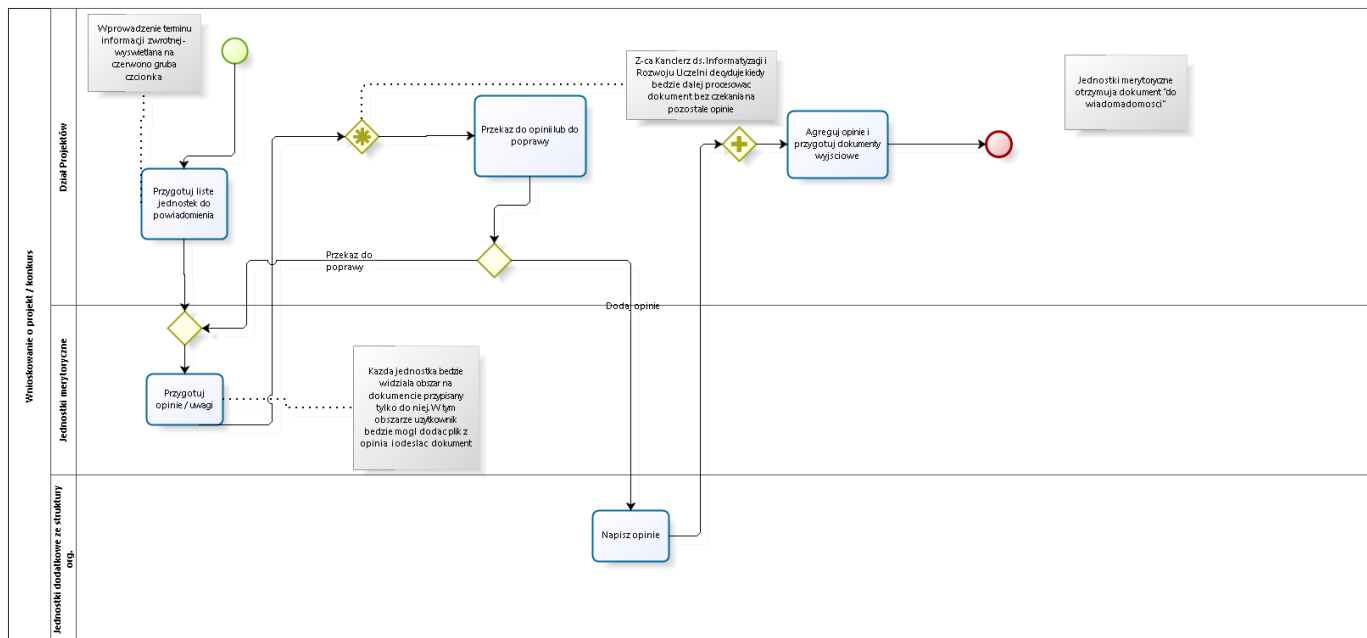 Wnioskowanie o projekt / konkurs
Dział Projektów
Wprowadzenie terminu
informacji zwrotnej-
wyswietlana na
czerwono gruba
czcionka
Z-ca Kanclerz ds. Informatyzacji i
Rozwoju Uczelni decyduje kiedy
bedzie dalej procesowac
dokument bez czekania na
pozostale opinie
Jednostki merytoryczne
otrzymuja dokument "do
wiadomadomosci"
Przekaz do opinii lub do
poprawy
Agreguj opinie i
przygotuj dokumenty
wyjsciowe
Przygotuj liste
jednostek do
powiadomienia
Przekaz do
poprawy
Dodaj opinie
Jednostki merytoryczne
Przygotuj
opinie / uwagi
Kazda jednostka bedzie
widziala obszar na
dokumencie przypisany
tylko do niej. W tym
obszarze uzytkownik
bedzie mogl dodac plik z
opinia i odeslac dokument
Jednostki dodatkowe ze struktury
org.
Napisz opinie